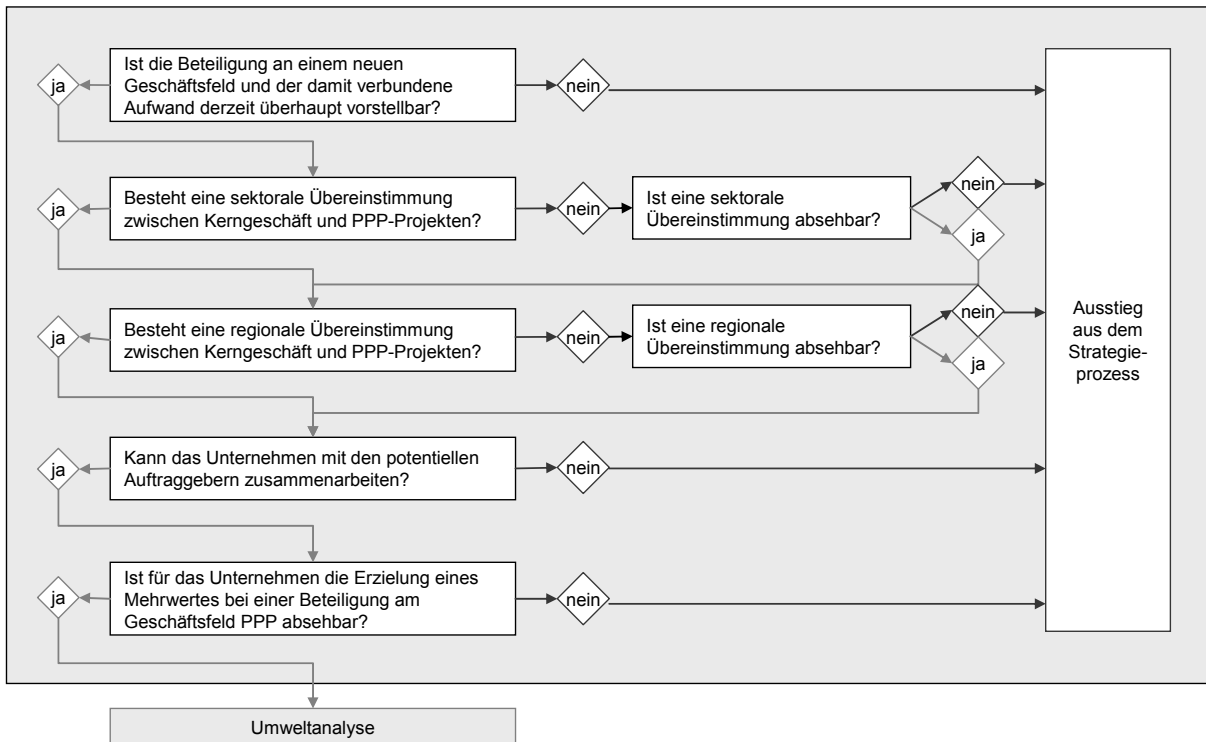 Ist die Beteiligung an einem neuen
Geschäftsfeld und der damit verbundene
Aufwand derzeit überhaupt vorstellbar?
ja
nein
Besteht eine sektorale Übereinstimmung
zwischen Kerngeschäft und PPP-Projekten?
ja
nein
Ist eine sektorale
Übereinstimmung absehbar?
nein
ja
Besteht eine regionale Übereinstimmung
zwischen Kerngeschäft und PPP-Projekten?
ja
nein
Ist eine regionale
Übereinstimmung absehbar?
nein
ja
Kann das Unternehmen mit den potentiellen
Auftraggebern zusammenarbeiten?
ja
nein
Ist für das Unternehmen die Erzielung eines
Mehrwertes bei einer Beteiligung am
Geschäftsfeld PPP absehbar?
ja
nein
Ausstieg
aus dem
Strategie-
prozess
Umweltanalyse